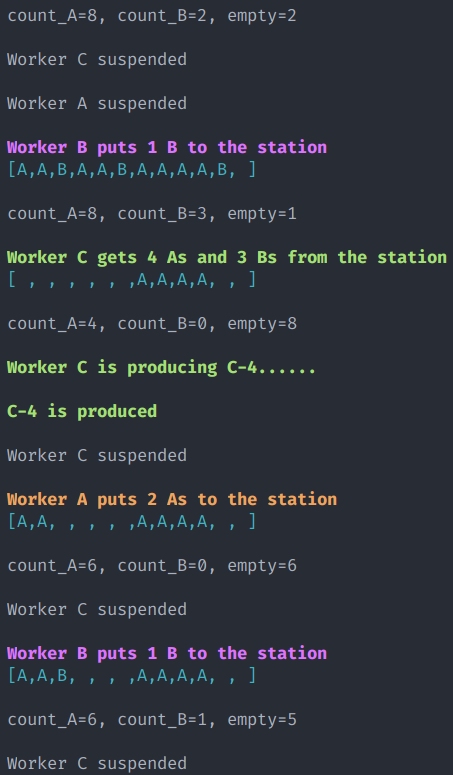 count_A=8, count_B=2, empty=2
Worker C suspended
Worker A suspended
Worker B puts 1 B to the station
[A,A,B,A,A,B,A,A,A,A,B, ]
count_A=8, count_B=3, empty=1
Worker C gets 4 As and 3 Bs from the station
[ , , , , , ,A,A,A,A, , ]
count_A=4, count_B=0, empty=8
Worker C is producing C-4......
C-4 is produced
Worker C suspended
Worker A puts 2 As to the station
[A,A, , , , ,A,A,A,A, , ]
count_A=6, count_B=0, empty=6
Worker C suspended
Worker B puts 1 B to the station
[A,A,B, , , ,A,A,A,A, , ]
count_A=6, count_B=1, empty=5
Worker C suspended